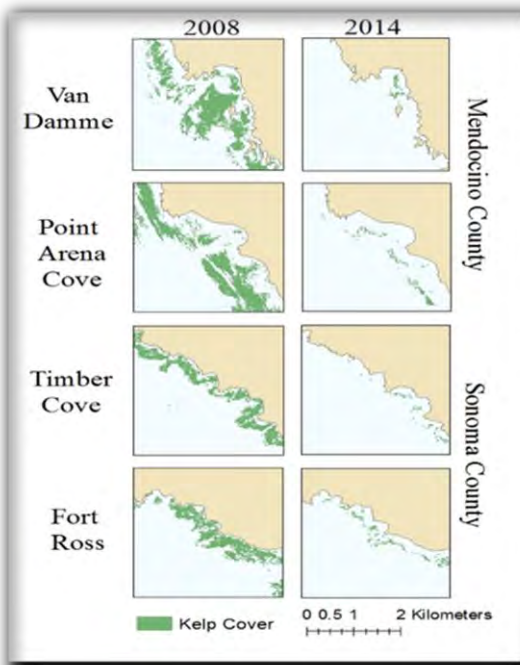 2008
2014
Van
Damme
Mendocino County
Point
Arena
Cove
Timber
Cove
Sonoma County
Fort
Ross
Kelp Cover
0 0.5 1 2 Kilometers